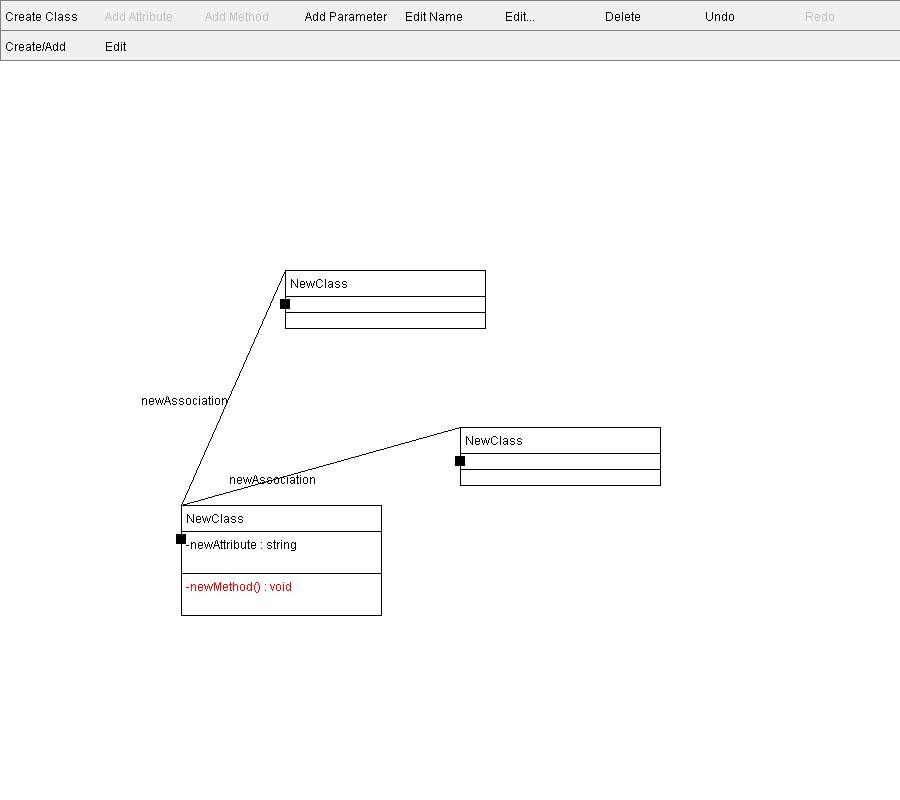 Create Class Add Attribute Add Method Add Parameter Edit Name Edit... Delete Undo Redo
Create/Add Edit
NewClass
newAssociation
NewClass
newAssociation
NewClass
-newAttribute : string
-newMethod() : void